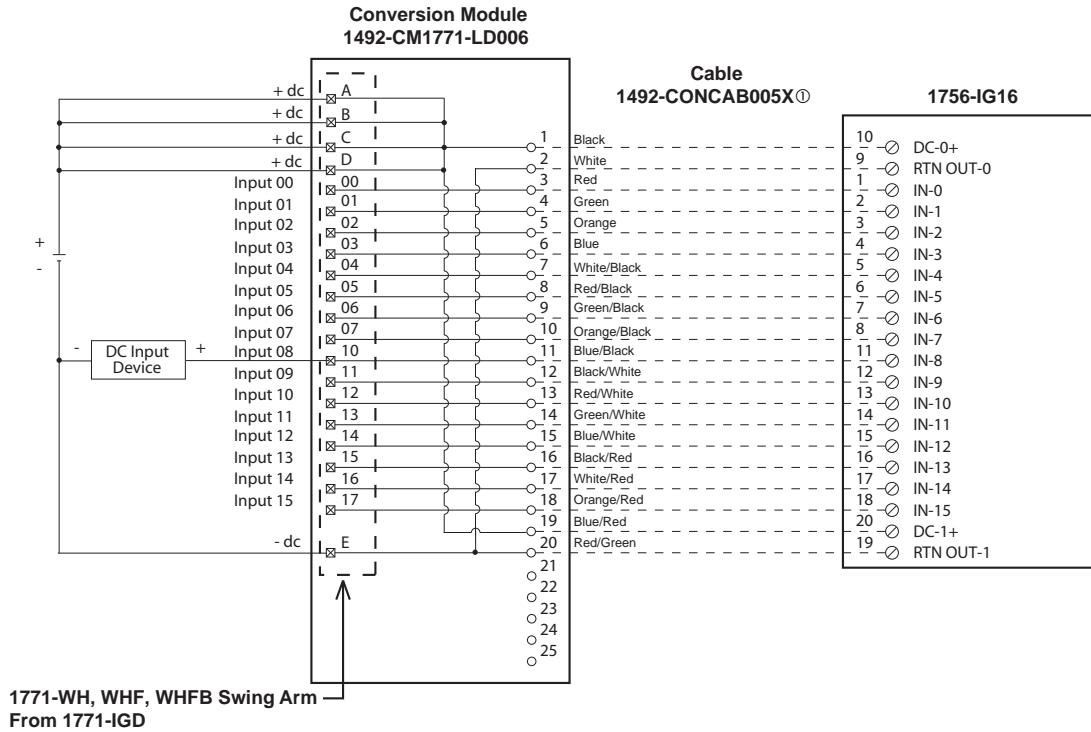 Conversion Module
1492-CM1771-LD006
Cable
1492-CONCAB005X①
1756-IG16
+ dc A
+ dc B
+ dc C 1 Black 10 DC-0+
+ dc D 2 White 9 RTN OUT-0
Input 00 00 3 Red 1 IN-0
Input 01 01 4 Green 2 IN-1
Input 02 02 5 Orange 3 IN-2
+
Input 03 03 6 Blue 4 IN-3
-
Input 04 04 7 White/Black 5 IN-4
Input 05 05 8 Red/Black 6 IN-5
Input 06 06 9 Green/Black 7 IN-6
Input 07 07 10 Orange/Black 8 IN-7
- DC Input
Device +
Input 08 10 11 Blue/Black 11 IN-8
Input 09 11 12 Black/White 12 IN-9
Input 10 12 13 Red/White 13 IN-10
Input 11 13 14 Green/White 14 IN-11
Input 12 14 15 Blue/White 15 IN-12
Input 13 15 16 Black/Red 16 IN-13
Input 14 16 17 White/Red 17 IN-14
Input 15 17 18 Orange/Red 18 IN-15
19 Blue/Red 20 DC-1+
- dc E 20 Red/Green 19 RTN OUT-1
21
22
23
24
25
1771-WH, WHF, WHFB Swing Arm
From 1771-IGD